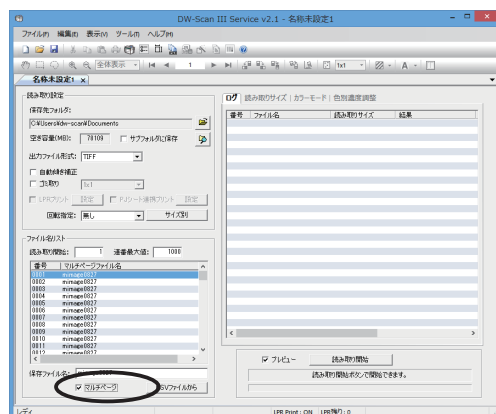 DW-Scan III Service v2.1 - 名称未設定1
ファイル(F) 編集(E) 表示(V) ツール(T) ヘルプ(H)
全体表示 1 1x1 A
名称未設定1 x
読み取り設定
保存先フォルダ:
C:¥Users¥dw-scan¥Documents
空き容量(MB): 78109 サブフォルダに保存
出力ファイル形式: TIFF
自動傾き補正
ゴミ取り 1x1
LPRプリント 設定 FJシート連携プリント 設定
回転指定: 無し サイズ別
ファイル名リスト
読み取り開始: 1 連番最大値: 1000
番号 マルチページファイル名
0001 mimage0827
0002 mimage0827
0003 mimage0827
0004 mimage0827
0005 mimage0827
0006 mimage0827
0007 mimage0827
0008 mimage0827
0009 mimage0827
0010 mimage0827
0011 mimage0827
0012 mimage0827
保存ファイル名: mimage0827
マルチページ SVファイルから
ログ 読み取りサイズ カラーモード 色別濃度調整
番号 ファイル名 読み取りサイズ 結果
プレビュー 読み取り開始
読み取り開始ボタンで開始できます。
レディ LPR Print: ON LPR残り: 0